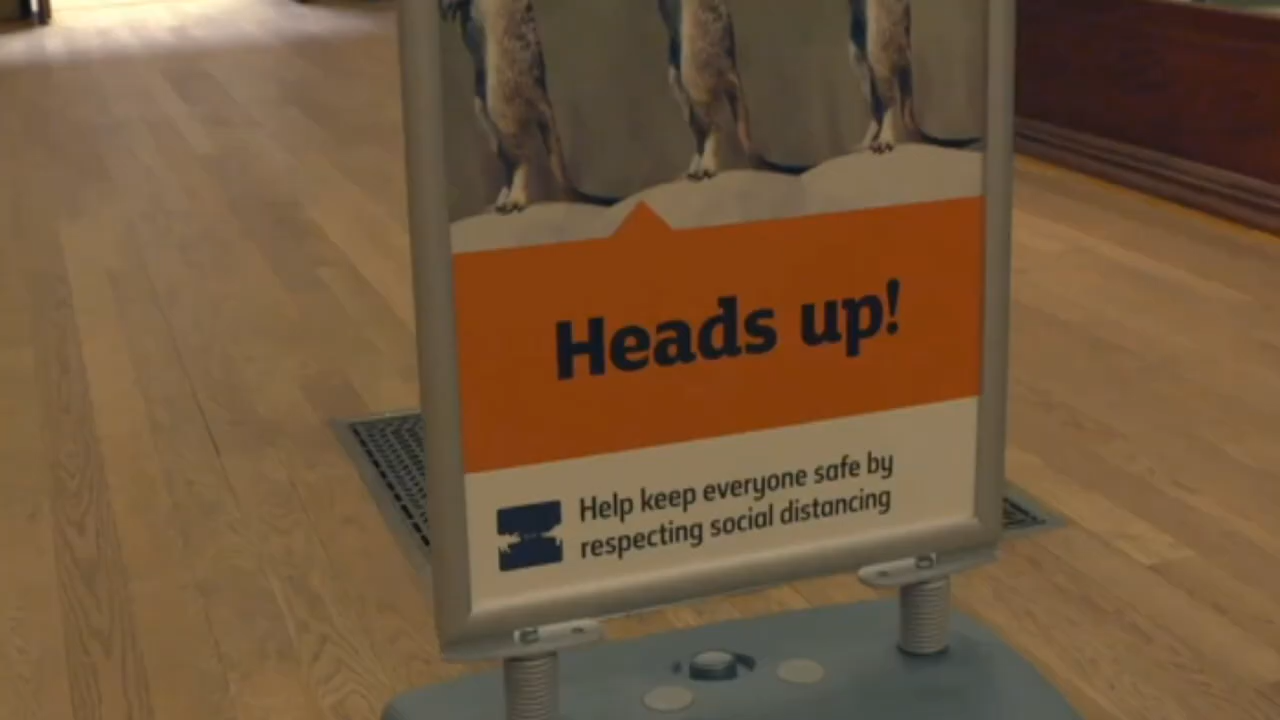 Heads up!
Help keep everyone safe by
respecting social distancing